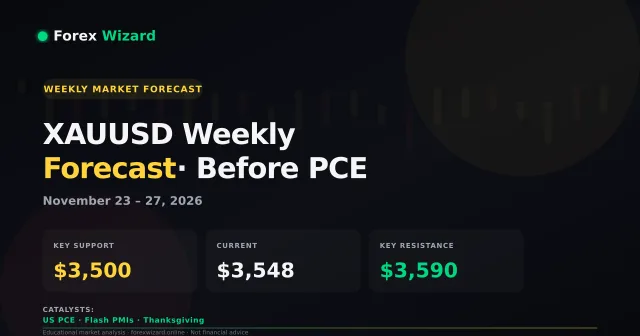 Forex Wizard
WEEKLY MARKET FORECAST
XAUUSD Weekly
Forecast· Before PCE
November 23 – 27, 2026
KEY SUPPORT
$3,500
CURRENT
$3,548
KEY RESISTANCE
$3,590
CATALYSTS:
US PCE · Flash PMIs · Thanksgiving
Educational market analysis · forexwizard.online · Not financial advice